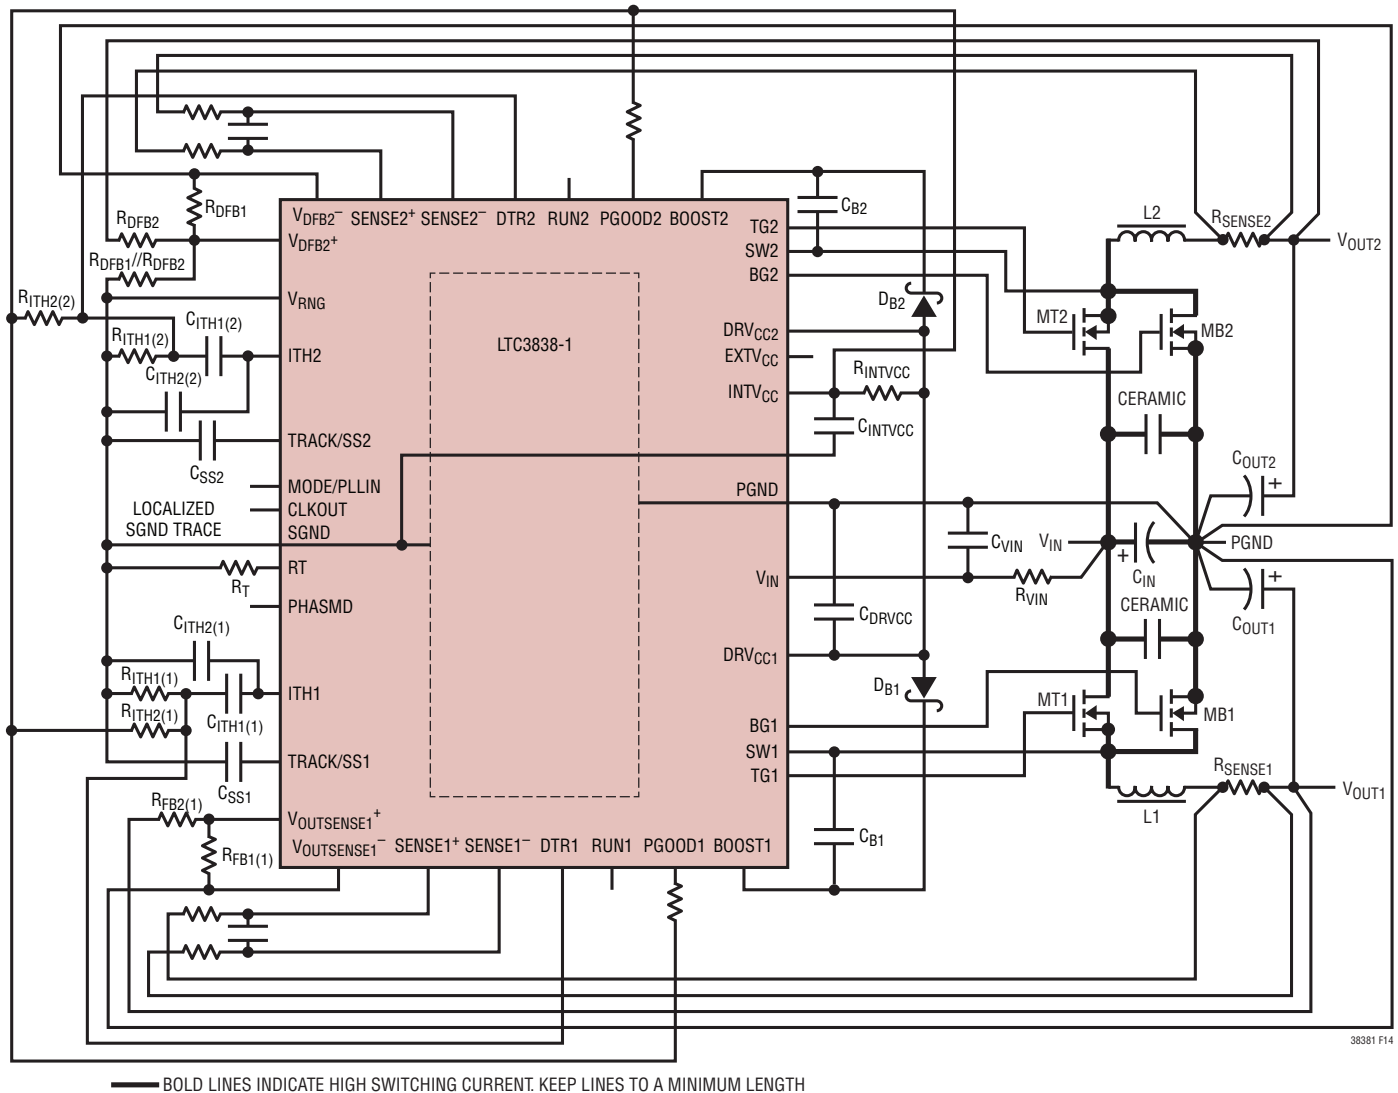 L2
RSENSE2
VOUT2
RDFB2
RDFB1
VDFB2–
SENSE2+
SENSE2–
DTR2
RUN2
PGOOD2
BOOST2
CB2
TG2
SW2
BG2
VDFB2+
RDFB1//RDFB2
VRNG
RITH2(2)
RITH1(2)
CITH1(2)
ITH2
CITH2(2)
LTC3838-1
DB2
MT2
MB2
DRVCC2
EXTVCC
INTVCC
RINTVCC
CINTVCC
CERAMIC
TRACK/SS2
CSS2
MODE/PLLIN
CLKOUT
LOCALIZED
SGND TRACE
SGND
PGND
COUT2
+
CVIN
VIN
+
CIN
PGND
RT
RT
VIN
RVIN
+
COUT1
PHASMD
CDRVCC
CERAMIC
CITH2(1)
RITH1(1)
ITH1
RITH2(1)
CITH1(1)
DRVCC1
DB1
MT1
MB1
BG1
SW1
TG1
TRACK/SS1
CSS1
RSENSE1
VOUT1
L1
RFB2(1)
VOUTSENSE1+
RFB1(1)
VOUTSENSE1–
SENSE1+
SENSE1–
DTR1
RUN1
PGOOD1
BOOST1
CB1
38381 F14
BOLD LINES INDICATE HIGH SWITCHING CURRENT. KEEP LINES TO A MINIMUM LENGTH